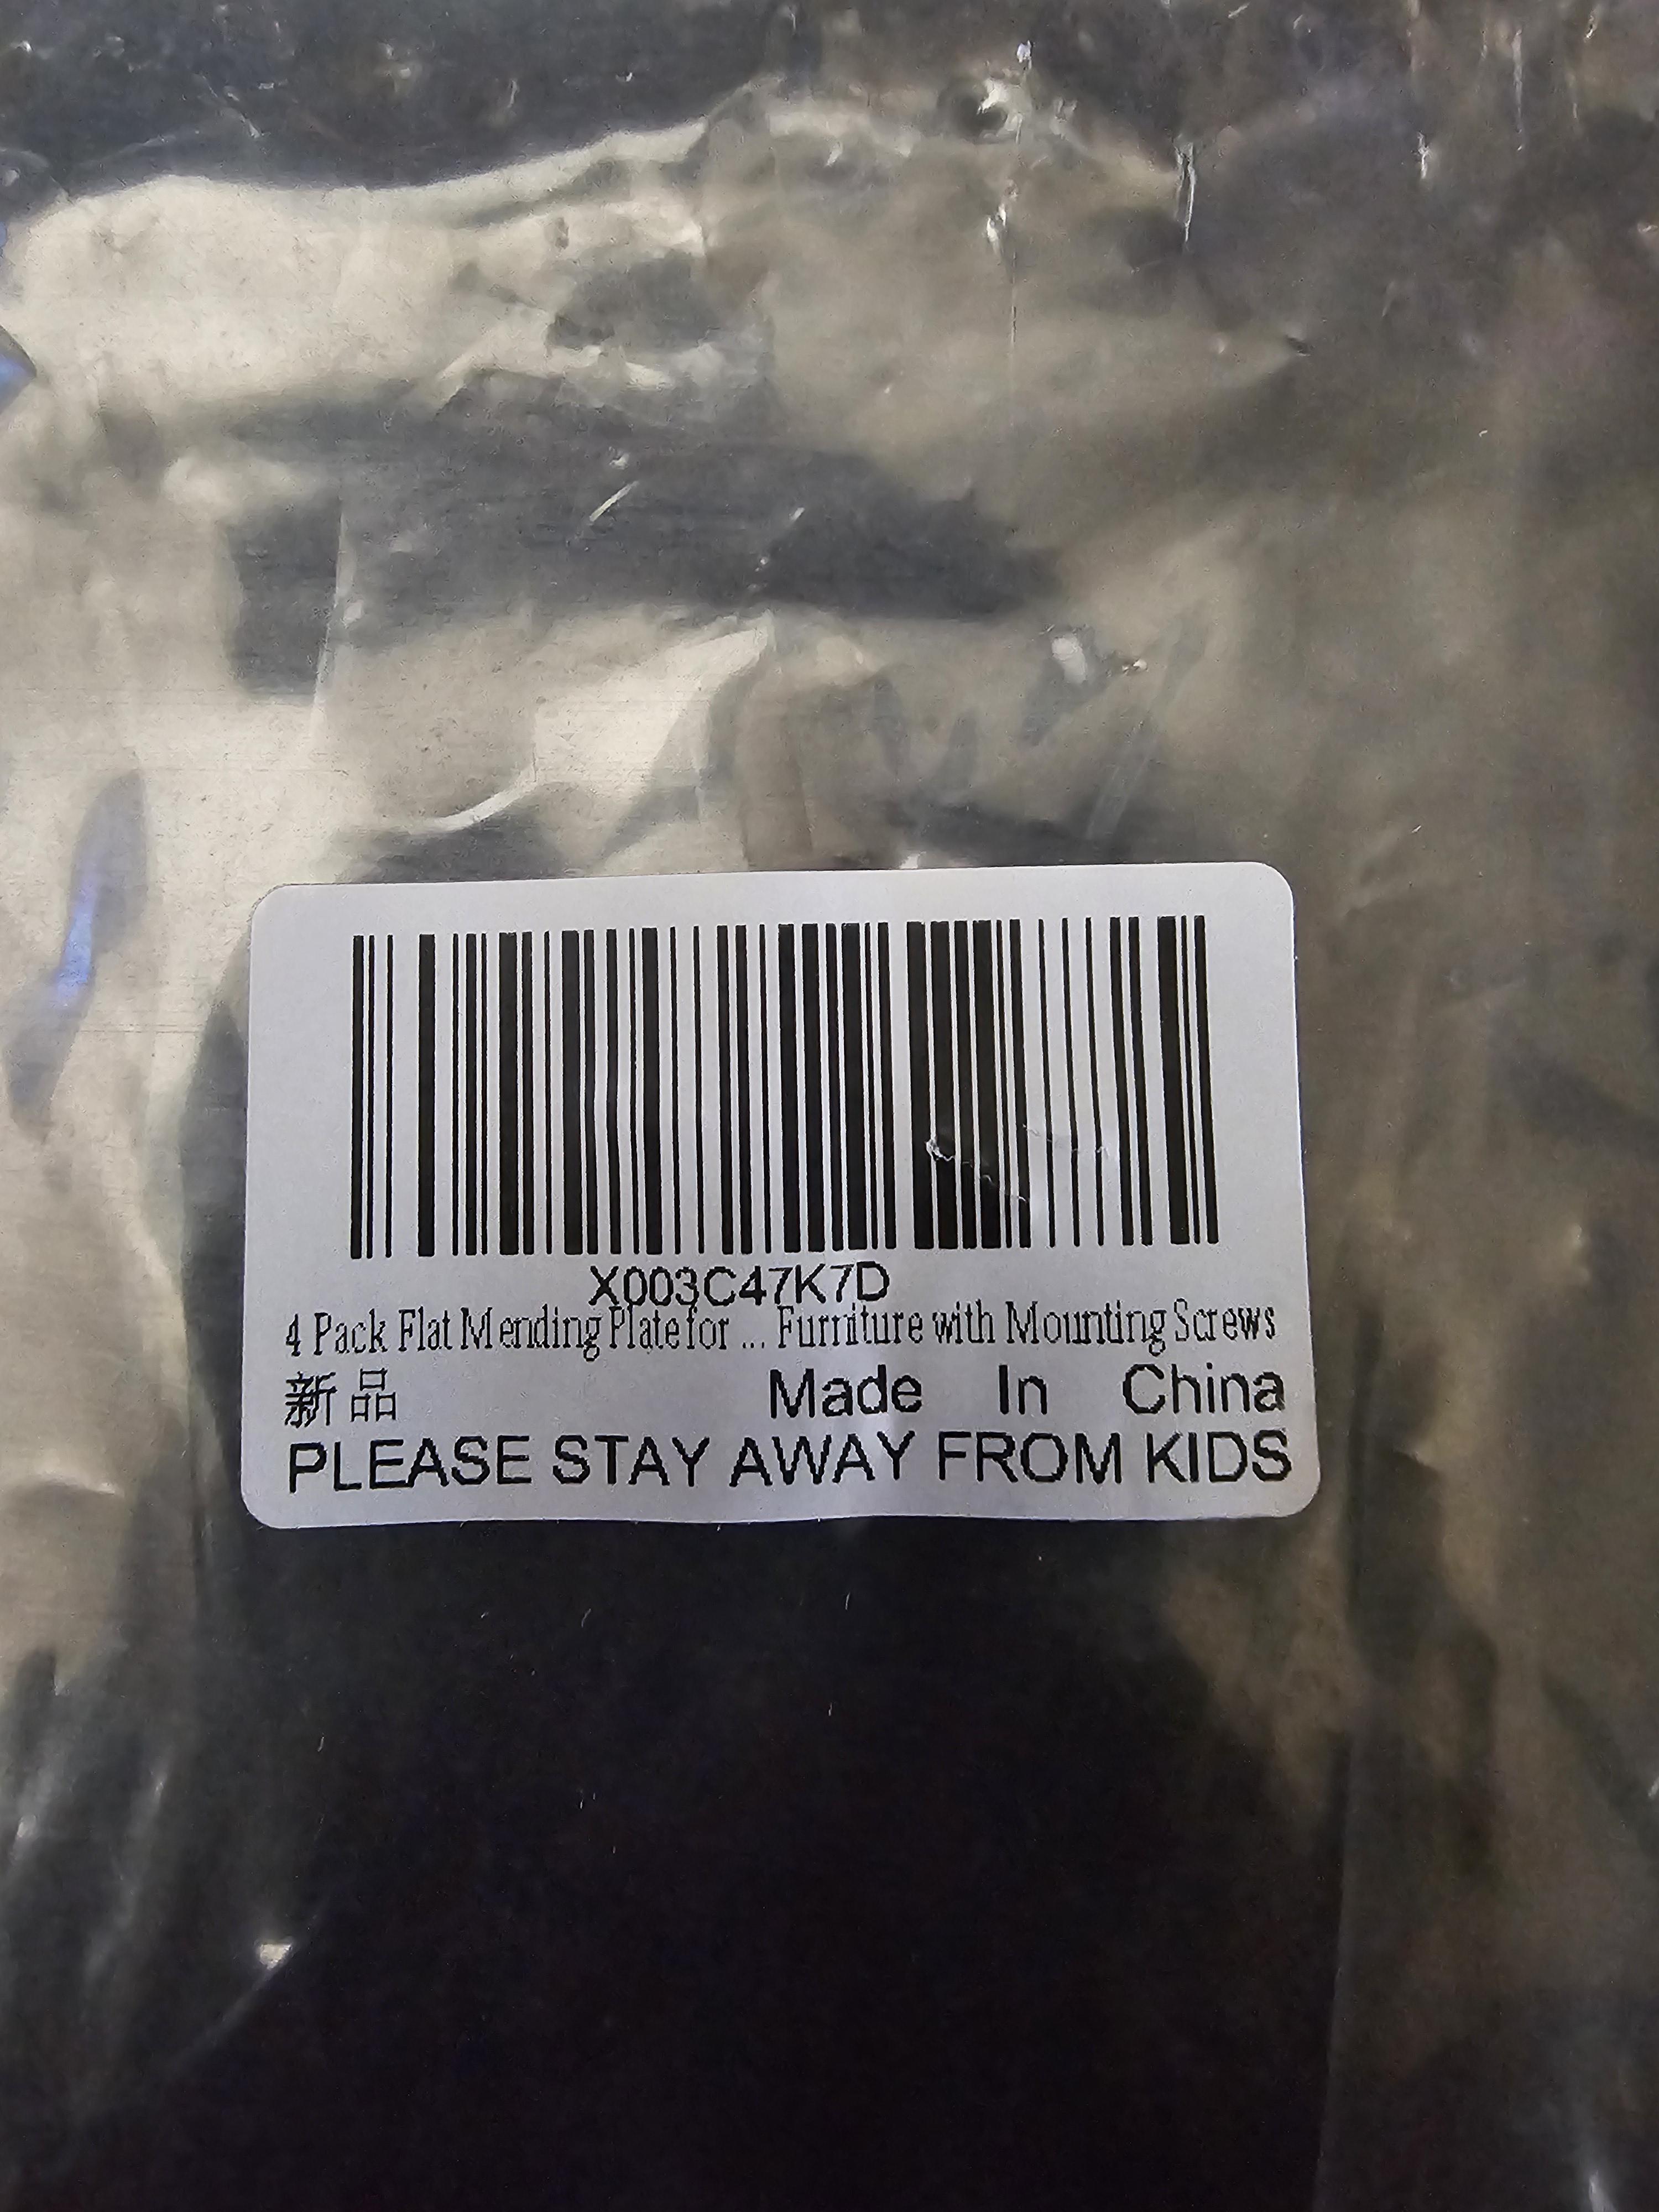 X003C47K7D
4 Pack Flat Mending Plate for ... Furniture with Mounting Screws
新品 Made In China
PLEASE STAY AWAY FROM KIDS